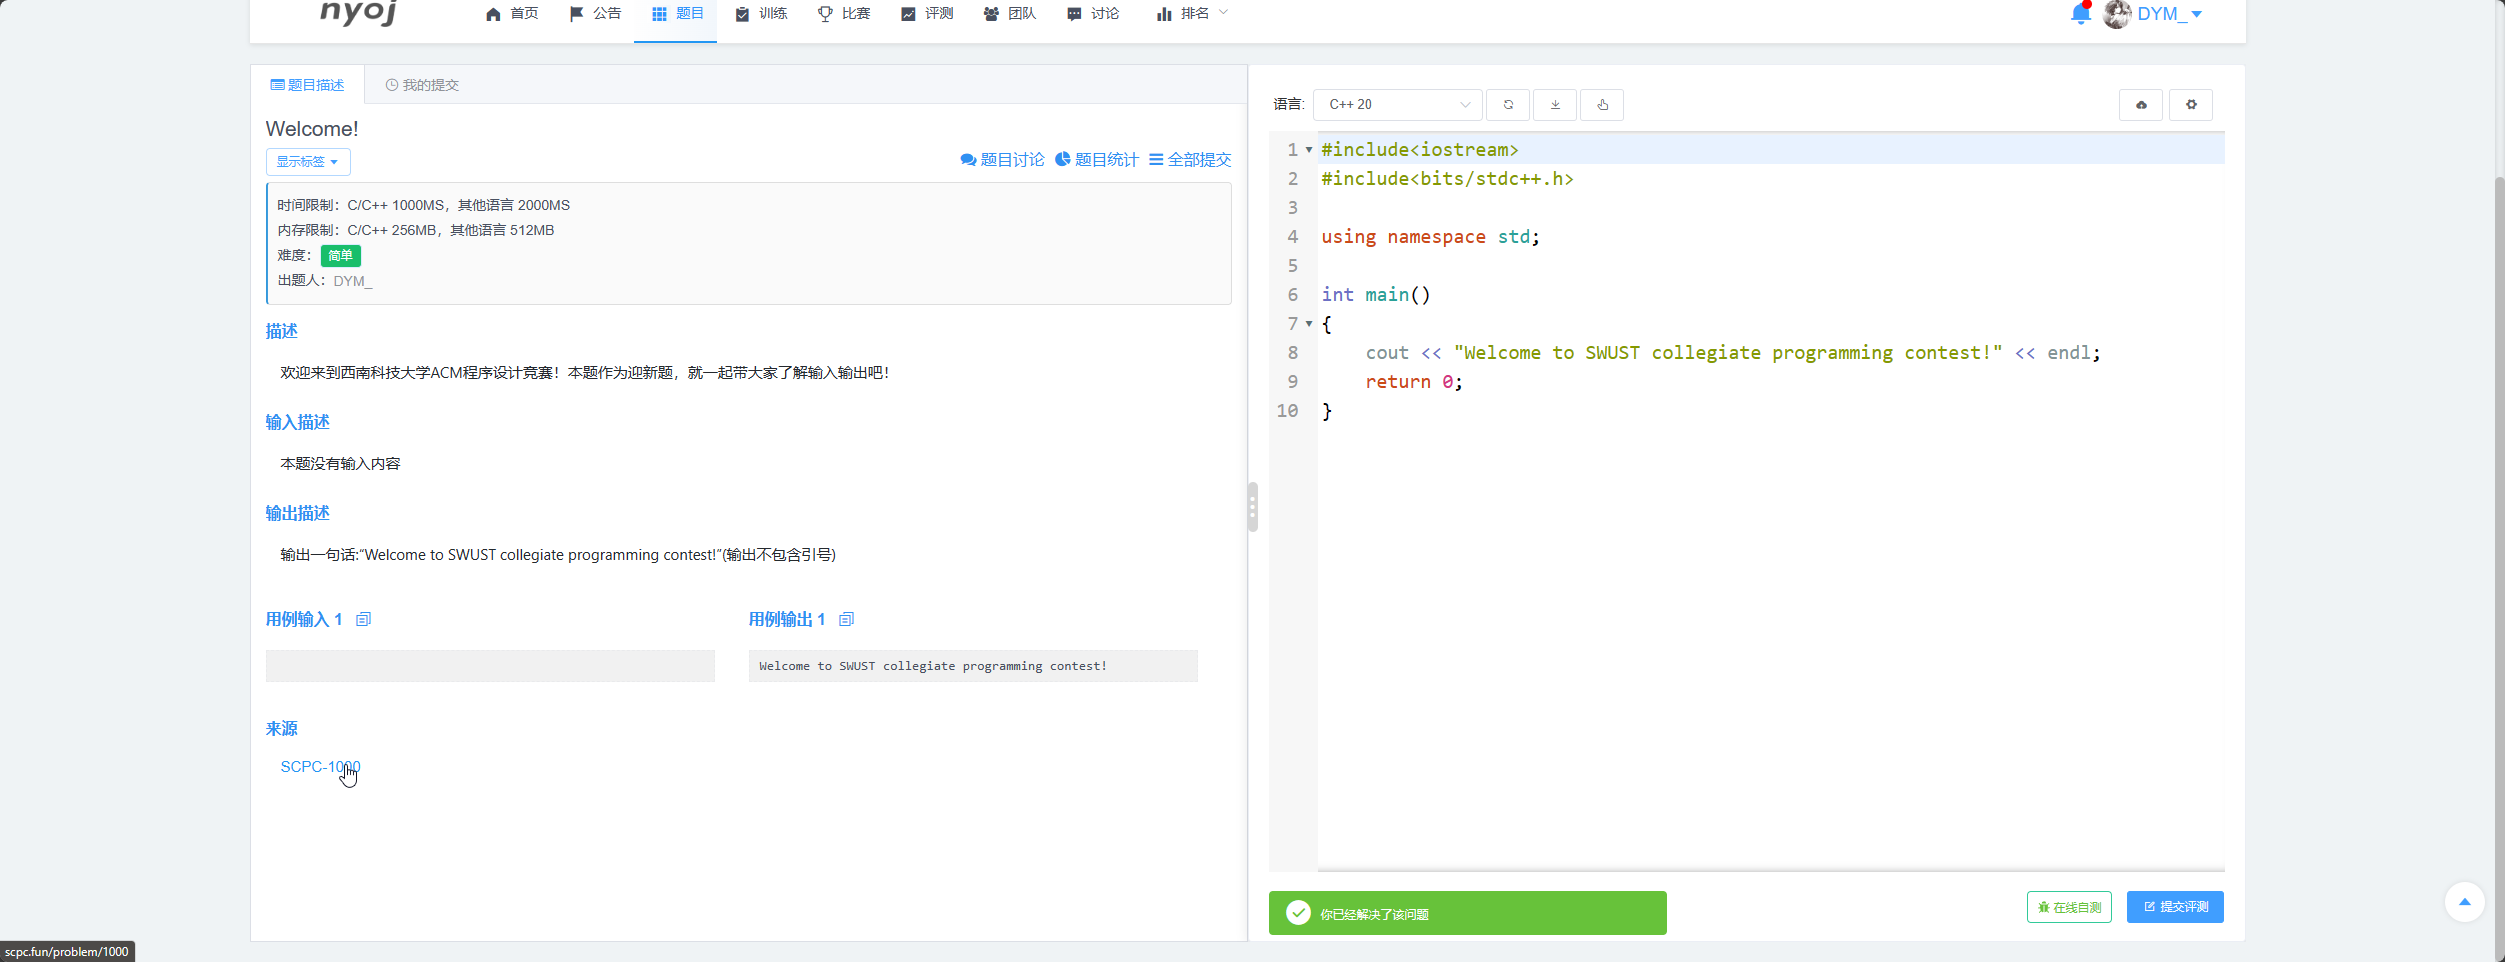 nyoj 首页 公告 题目 训练 比赛 评测 团队 讨论 排名 DYM_
题目描述 我的提交
Welcome!
显示标签 题目讨论 题目统计 全部提交
时间限制：C/C++ 1000MS，其他语言 2000MS
内存限制：C/C++ 256MB，其他语言 512MB
难度： 简单
出题人：DYM_
描述
欢迎来到西南科技大学ACM程序设计竞赛！本题作为迎新题，就一起带大家了解输入输出吧！
输入描述
本题没有输入内容
输出描述
输出一句话:“Welcome to SWUST collegiate programming contest!”(输出不包含引号)
用例输入 1 用例输出 1
Welcome to SWUST collegiate programming contest!
来源
SCPC-1000
scpc.fun/problem/1000
语言: C++ 20
1 #include<iostream>
2 #include<bits/stdc++.h>
3
4 using namespace std;
5
6 int main()
7 {
8     cout << "Welcome to SWUST collegiate programming contest!" << endl;
9     return 0;
10 }
你已经解决了该问题 在线自测 提交评测